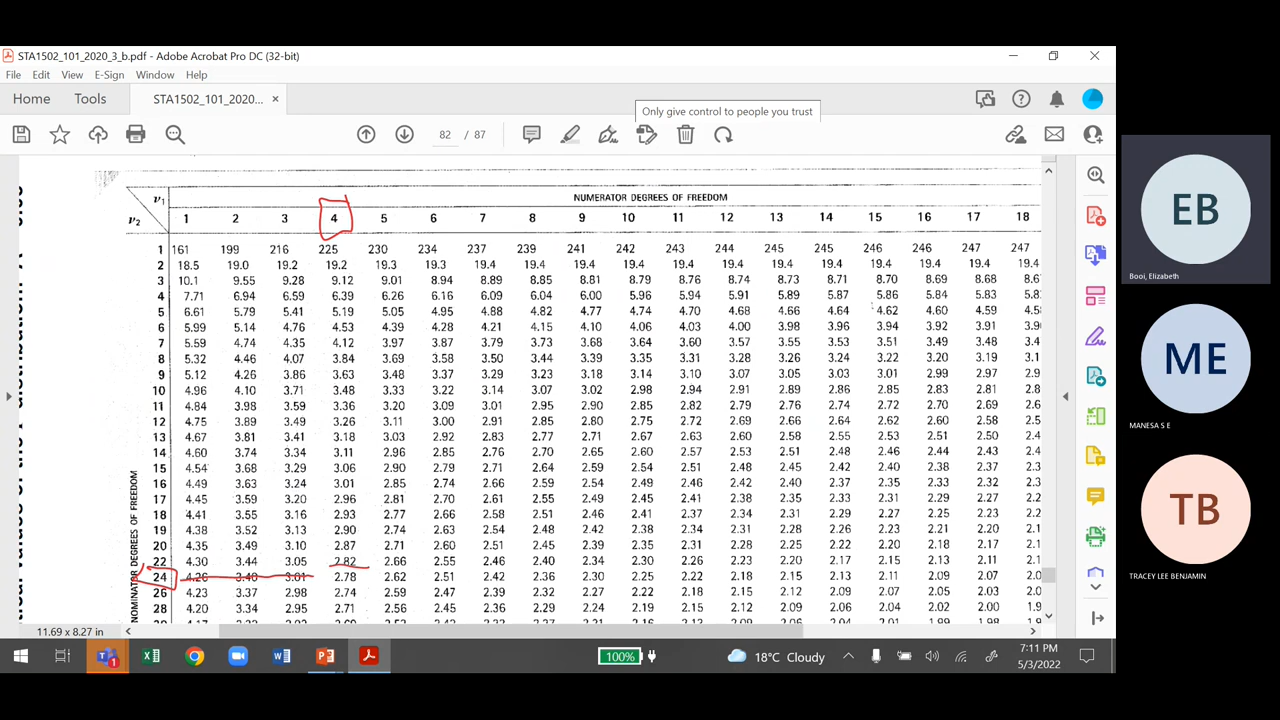 STA1502_101_2020_3_b.pdf - Adobe Acrobat Pro DC (32-bit)
File Edit View E-Sign Window Help
Home Tools STA1502_101_2020... ×
Only give control to people you trust
82 / 87
ν1 NUMERATOR DEGREES OF FREEDOM
ν2 1 2 3 4 5 6 7 8 9 10 11 12 13 14 15 16 17 18
1 161 199 216 225 230 234 237 239 241 242 243 244 245 245 246 246 247 247
2 18.5 19.0 19.2 19.2 19.3 19.3 19.4 19.4 19.4 19.4 19.4 19.4 19.4 19.4 19.4 19.4 19.4 19.4
3 10.1 9.55 9.28 9.12 9.01 8.94 8.89 8.85 8.81 8.79 8.76 8.74 8.73 8.71 8.70 8.69 8.68 8.6
4 7.71 6.94 6.59 6.39 6.26 6.16 6.09 6.04 6.00 5.96 5.94 5.91 5.89 5.87 5.86 5.84 5.83 5.8
5 6.61 5.79 5.41 5.19 5.05 4.95 4.88 4.82 4.77 4.74 4.70 4.68 4.66 4.64 4.62 4.60 4.59 4.5
6 5.99 5.14 4.76 4.53 4.39 4.28 4.21 4.15 4.10 4.06 4.03 4.00 3.98 3.96 3.94 3.92 3.91 3.9
7 5.59 4.74 4.35 4.12 3.97 3.87 3.79 3.73 3.68 3.64 3.60 3.57 3.55 3.53 3.51 3.49 3.48 3.4
8 5.32 4.46 4.07 3.84 3.69 3.58 3.50 3.44 3.39 3.35 3.31 3.28 3.26 3.24 3.22 3.20 3.19 3.1
9 5.12 4.26 3.86 3.63 3.48 3.37 3.29 3.23 3.18 3.14 3.10 3.07 3.05 3.03 3.01 2.99 2.97 2.9
10 4.96 4.10 3.71 3.48 3.33 3.22 3.14 3.07 3.02 2.98 2.94 2.91 2.89 2.86 2.85 2.83 2.81 2.8
11 4.84 3.98 3.59 3.36 3.20 3.09 3.01 2.95 2.90 2.85 2.82 2.79 2.76 2.74 2.72 2.70 2.69 2.6
12 4.75 3.89 3.49 3.26 3.11 3.00 2.91 2.85 2.80 2.75 2.72 2.69 2.66 2.64 2.62 2.60 2.58 2.5
13 4.67 3.81 3.41 3.18 3.03 2.92 2.83 2.77 2.71 2.67 2.63 2.60 2.58 2.55 2.53 2.51 2.50 2.4
14 4.60 3.74 3.34 3.11 2.96 2.85 2.76 2.70 2.65 2.60 2.57 2.53 2.51 2.48 2.46 2.44 2.43 2.4
15 4.54 3.68 3.29 3.06 2.90 2.79 2.71 2.64 2.59 2.54 2.51 2.48 2.45 2.42 2.40 2.38 2.37 2.3
16 4.49 3.63 3.24 3.01 2.85 2.74 2.66 2.59 2.54 2.49 2.46 2.42 2.40 2.37 2.35 2.33 2.32 2.3
17 4.45 3.59 3.20 2.96 2.81 2.70 2.61 2.55 2.49 2.45 2.41 2.38 2.35 2.33 2.31 2.29 2.27 2.2
18 4.41 3.55 3.16 2.93 2.77 2.66 2.58 2.51 2.46 2.41 2.37 2.34 2.31 2.29 2.27 2.25 2.23 2.2
19 4.38 3.52 3.13 2.90 2.74 2.63 2.54 2.48 2.42 2.38 2.34 2.31 2.28 2.26 2.23 2.21 2.20 2.1
20 4.35 3.49 3.10 2.87 2.71 2.60 2.51 2.45 2.39 2.35 2.31 2.28 2.25 2.22 2.20 2.18 2.17 2.1
22 4.30 3.44 3.05 2.82 2.66 2.55 2.46 2.40 2.34 2.30 2.26 2.23 2.20 2.17 2.15 2.13 2.11 2.1
24 4.26 3.40 3.01 2.78 2.62 2.51 2.42 2.36 2.30 2.25 2.22 2.18 2.15 2.13 2.11 2.09 2.07 2.0
26 4.23 3.37 2.98 2.74 2.59 2.47 2.39 2.32 2.27 2.22 2.18 2.15 2.12 2.09 2.07 2.05 2.03 2.0
28 4.20 3.34 2.95 2.71 2.56 2.45 2.36 2.29 2.24 2.19 2.15 2.12 2.09 2.06 2.04 2.02 2.00 1.9
NOMINATOR DEGREES OF FREEDOM
11.69 x 8.27 in
EB
Booi, Elizabeth
ME
MANESA S E
TB
TRACEY LEE BENJAMIN
100% 18°C Cloudy 7:11 PM
5/3/2022